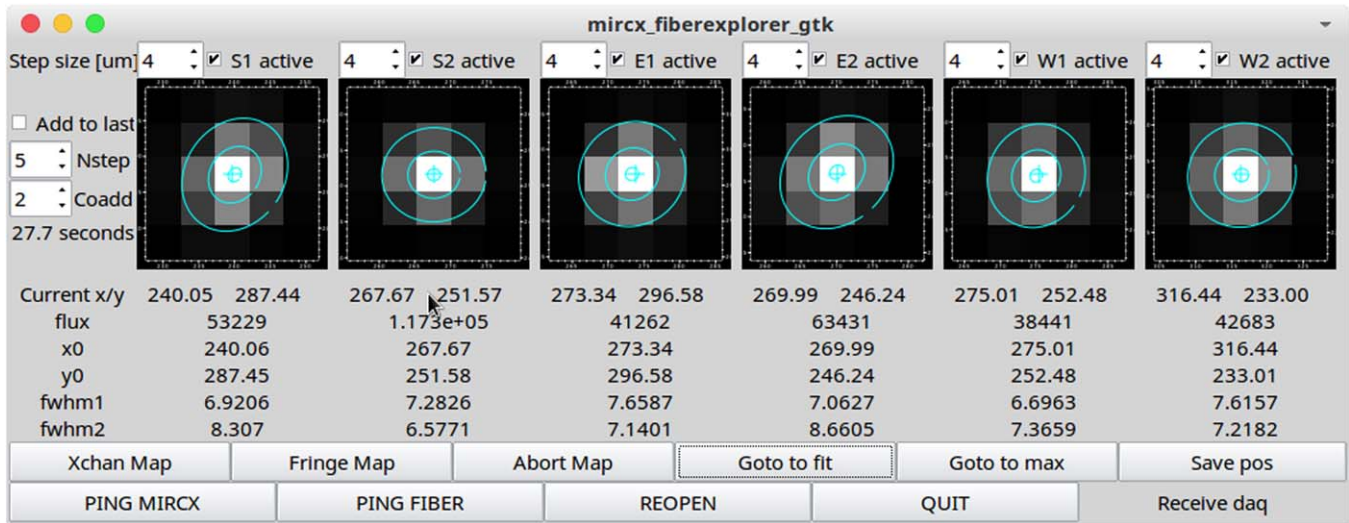 mircx_fiberexplorer_gtk
Step size [um] 4 S1 active 4 S2 active 4 E1 active 4 E2 active 4 W1 active 4 W2 active
Add to last
5 Nstep
2 Coadd
27.7 seconds
Current x/y 240.05 287.44 267.67 251.57 273.34 296.58 269.99 246.24 275.01 252.48 316.44 233.00
flux 53229 1.173e+05 41262 63431 38441 42683
x0 240.06 267.67 273.34 269.99 275.01 316.44
y0 287.45 251.58 296.58 246.24 252.48 233.01
fwhm1 6.9206 7.2826 7.6587 7.0627 6.6963 7.6157
fwhm2 8.307 6.5771 7.1401 8.6605 7.3659 7.2182
Xchan Map Fringe Map Abort Map Goto to fit Goto to max Save pos
PING MIRCX PING FIBER REOPEN QUIT Receive daq